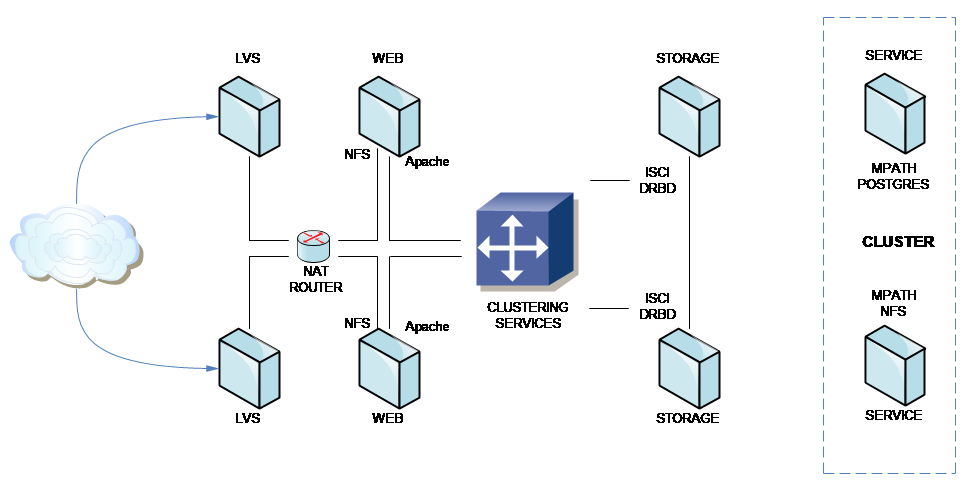 LVS
WEB
STORAGE
SERVICE
NFS
Apache
ISCI
DRBD
MPATH
POSTGRES
CLUSTER
NAT
ROUTER
CLUSTERING
SERVICES
ISCI
DRBD
MPATH
NFS
NFS
Apache
LVS
WEB
STORAGE
SERVICE